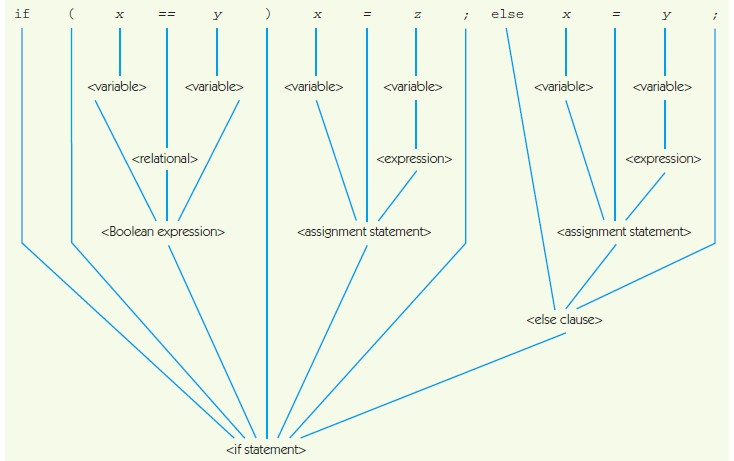 if ( x == y ) x = z ; else x = y ;
<variable> <variable> <variable> <variable> <variable> <variable>
<relational> <expression> <expression>
<Boolean expression> <assignment statement> <assignment statement>
<else clause>
<if statement>